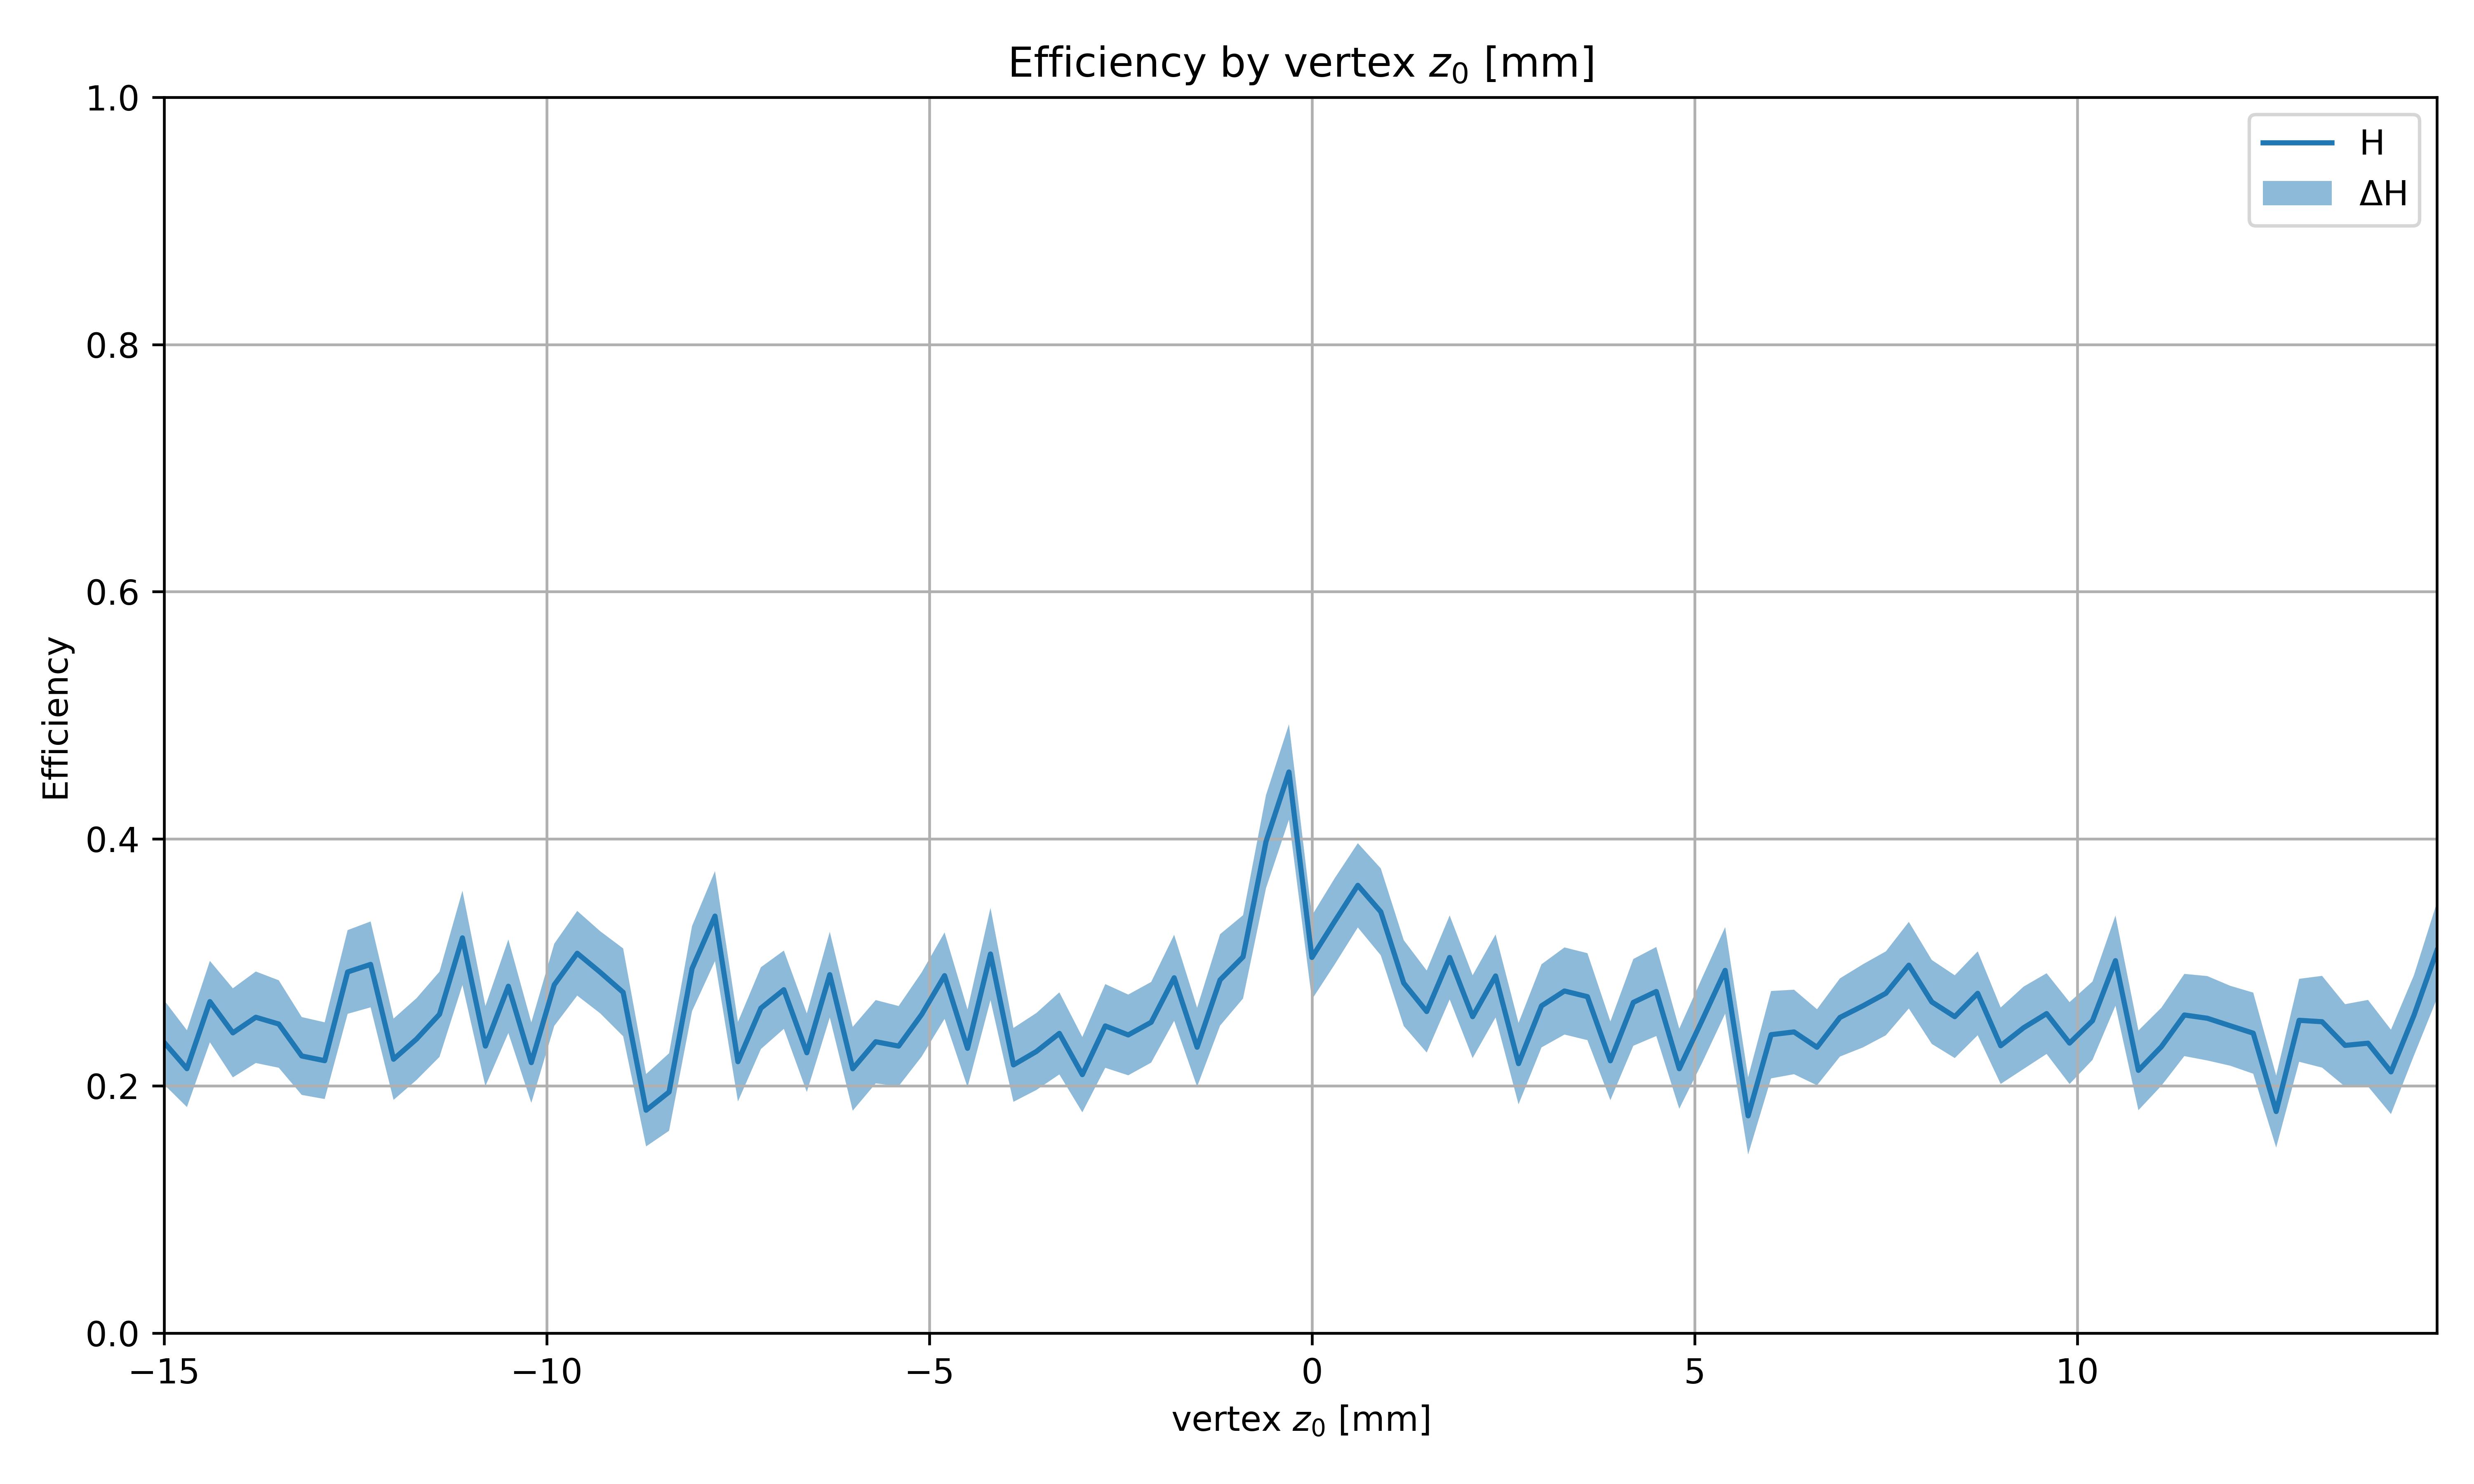 Efficiency by vertex z₀ [mm]
H
ΔH
1.0
0.8
0.6
0.4
0.2
0.0
Efficiency
−15
−10
−5
0
5
10
vertex z₀ [mm]